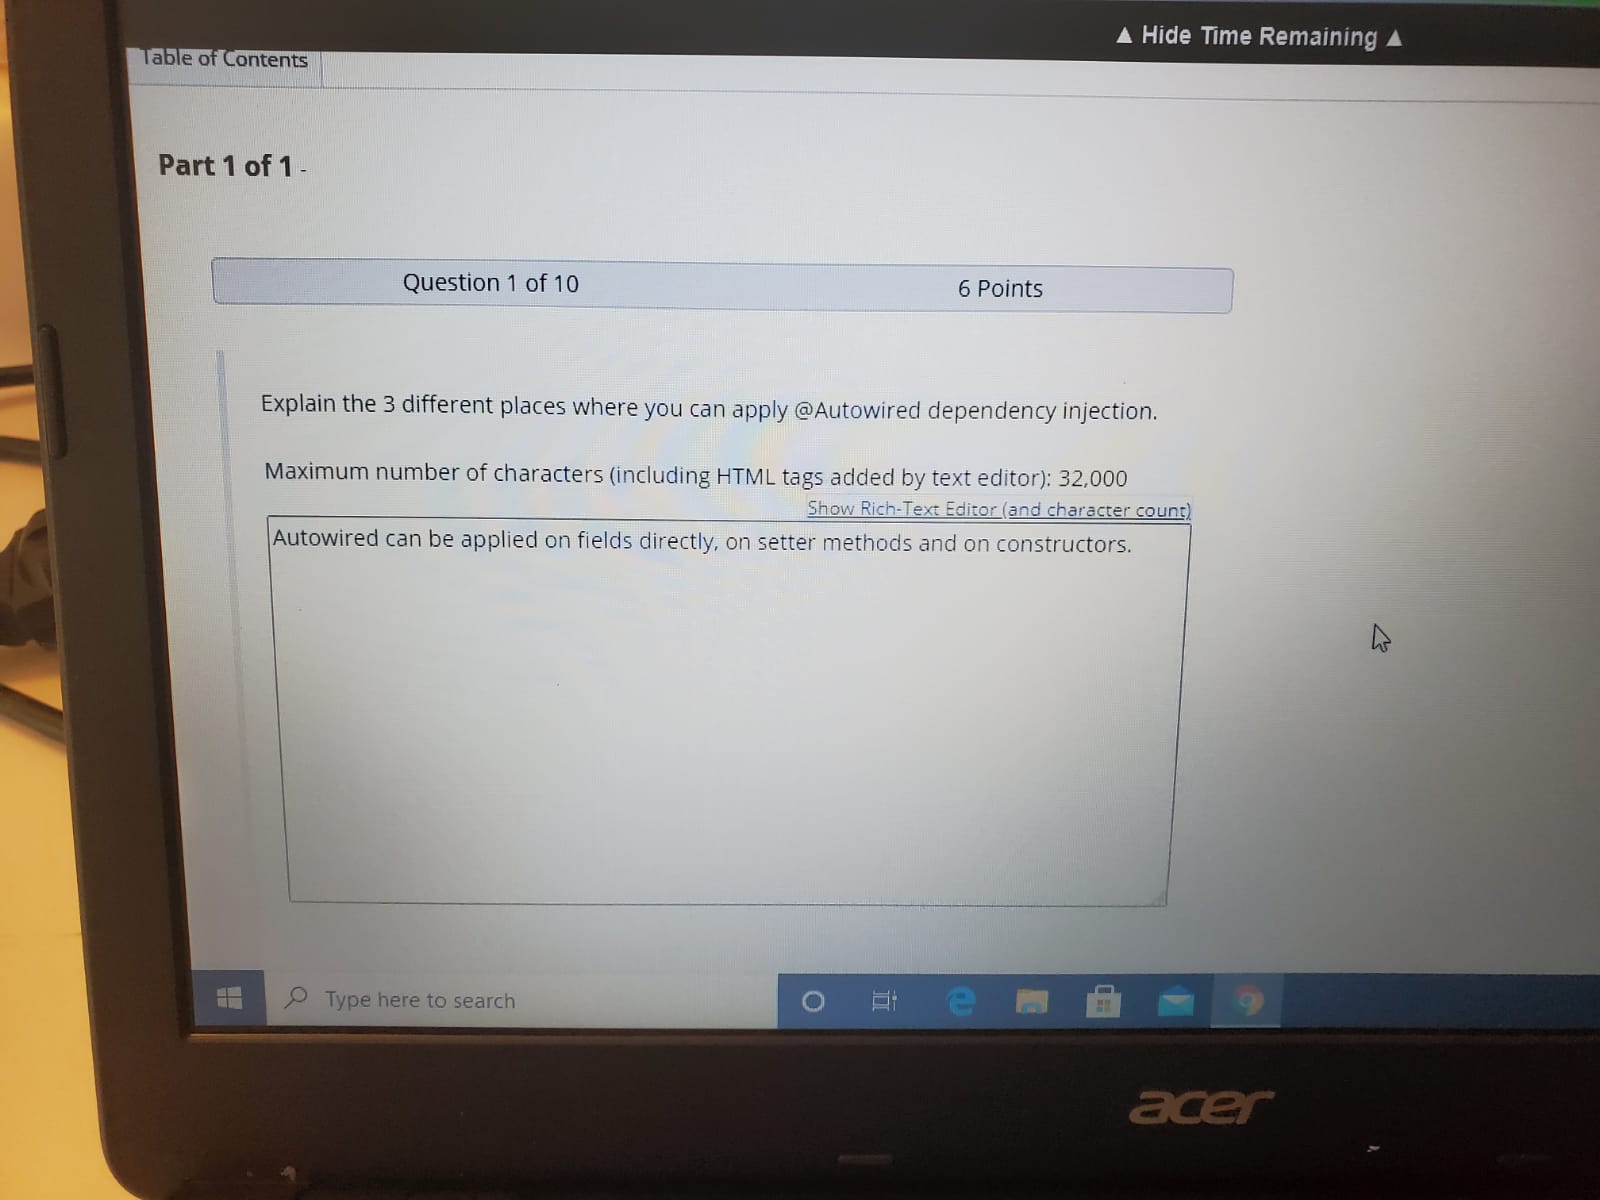 ▲ Hide Time Remaining ▲
Table of Contents
Part 1 of 1 -
Question 1 of 10
6 Points
Explain the 3 different places where you can apply @Autowired dependency injection.
Maximum number of characters (including HTML tags added by text editor): 32,000
Show Rich-Text Editor (and character count)
Autowired can be applied on fields directly, on setter methods and on constructors.
Type here to search
acer